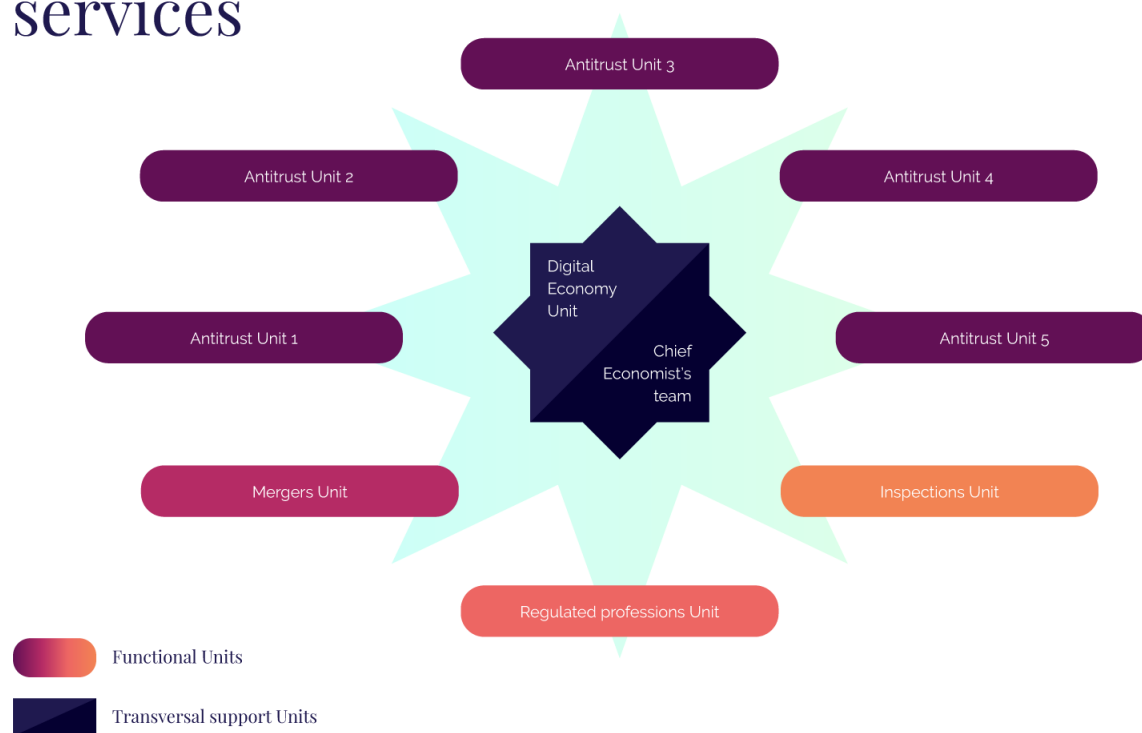 services
Antitrust Unit 3
Antitrust Unit 2
Antitrust Unit 4
Digital
Economy
Unit
Antitrust Unit 1
Antitrust Unit 5
Chief
Economist's
team
Mergers Unit
Inspections Unit
Regulated professions Unit
Functional Units
Transversal support Units